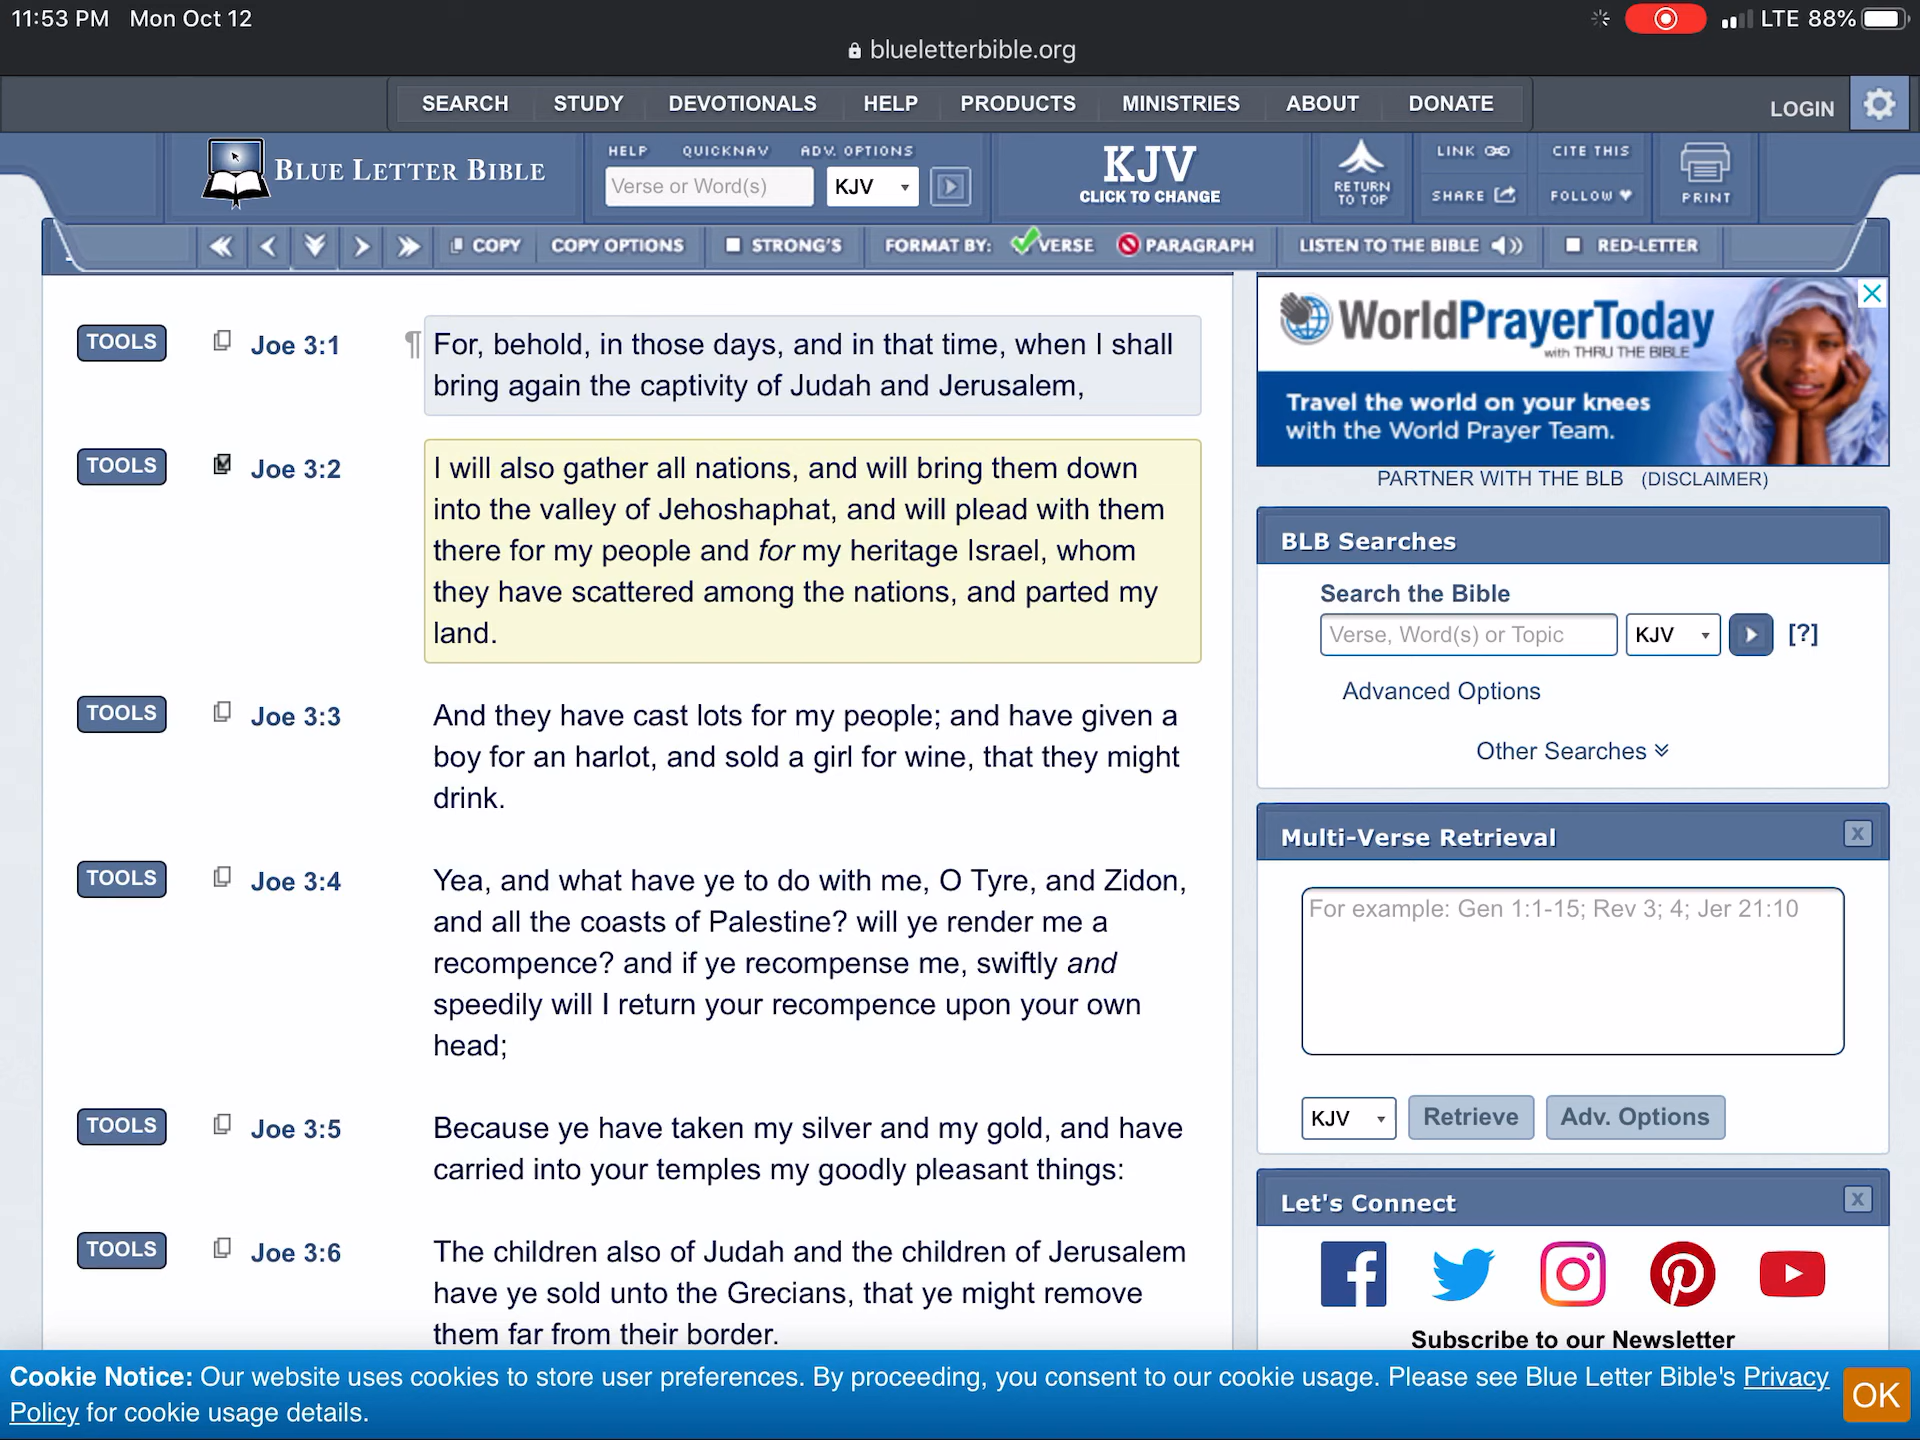 11:53 PM Mon Oct 12
LTE 88%
blueletterbible.org
SEARCH STUDY DEVOTIONALS HELP PRODUCTS MINISTRIES ABOUT DONATE LOGIN
BLUE LETTER BIBLE
HELP QUICKNAV ADV. OPTIONS
Verse or Word(s) KJV
KJV
CLICK TO CHANGE
RETURN
TO TOP
LINK CITE THIS
SHARE FOLLOW
PRINT
COPY COPY OPTIONS STRONG'S FORMAT BY: VERSE PARAGRAPH LISTEN TO THE BIBLE RED-LETTER
TOOLS Joe 3:1 ¶ For, behold, in those days, and in that time, when I shall
bring again the captivity of Judah and Jerusalem,
TOOLS Joe 3:2 I will also gather all nations, and will bring them down
into the valley of Jehoshaphat, and will plead with them
there for my people and for my heritage Israel, whom
they have scattered among the nations, and parted my
land.
TOOLS Joe 3:3 And they have cast lots for my people; and have given a
boy for an harlot, and sold a girl for wine, that they might
drink.
TOOLS Joe 3:4 Yea, and what have ye to do with me, O Tyre, and Zidon,
and all the coasts of Palestine? will ye render me a
recompence? and if ye recompense me, swiftly and
speedily will I return your recompence upon your own
head;
TOOLS Joe 3:5 Because ye have taken my silver and my gold, and have
carried into your temples my goodly pleasant things:
TOOLS Joe 3:6 The children also of Judah and the children of Jerusalem
have ye sold unto the Grecians, that ye might remove
them far from their border.
WorldPrayerToday
with THRU THE BIBLE
Travel the world on your knees
with the World Prayer Team.
PARTNER WITH THE BLB (DISCLAIMER)
BLB Searches
Search the Bible
Verse, Word(s) or Topic KJV [?]
Advanced Options
Other Searches
Multi-Verse Retrieval X
For example: Gen 1:1-15; Rev 3; 4; Jer 21:10
KJV Retrieve Adv. Options
Let's Connect X
Subscribe to our Newsletter
Cookie Notice: Our website uses cookies to store user preferences. By proceeding, you consent to our cookie usage. Please see Blue Letter Bible's Privacy
Policy for cookie usage details.
OK